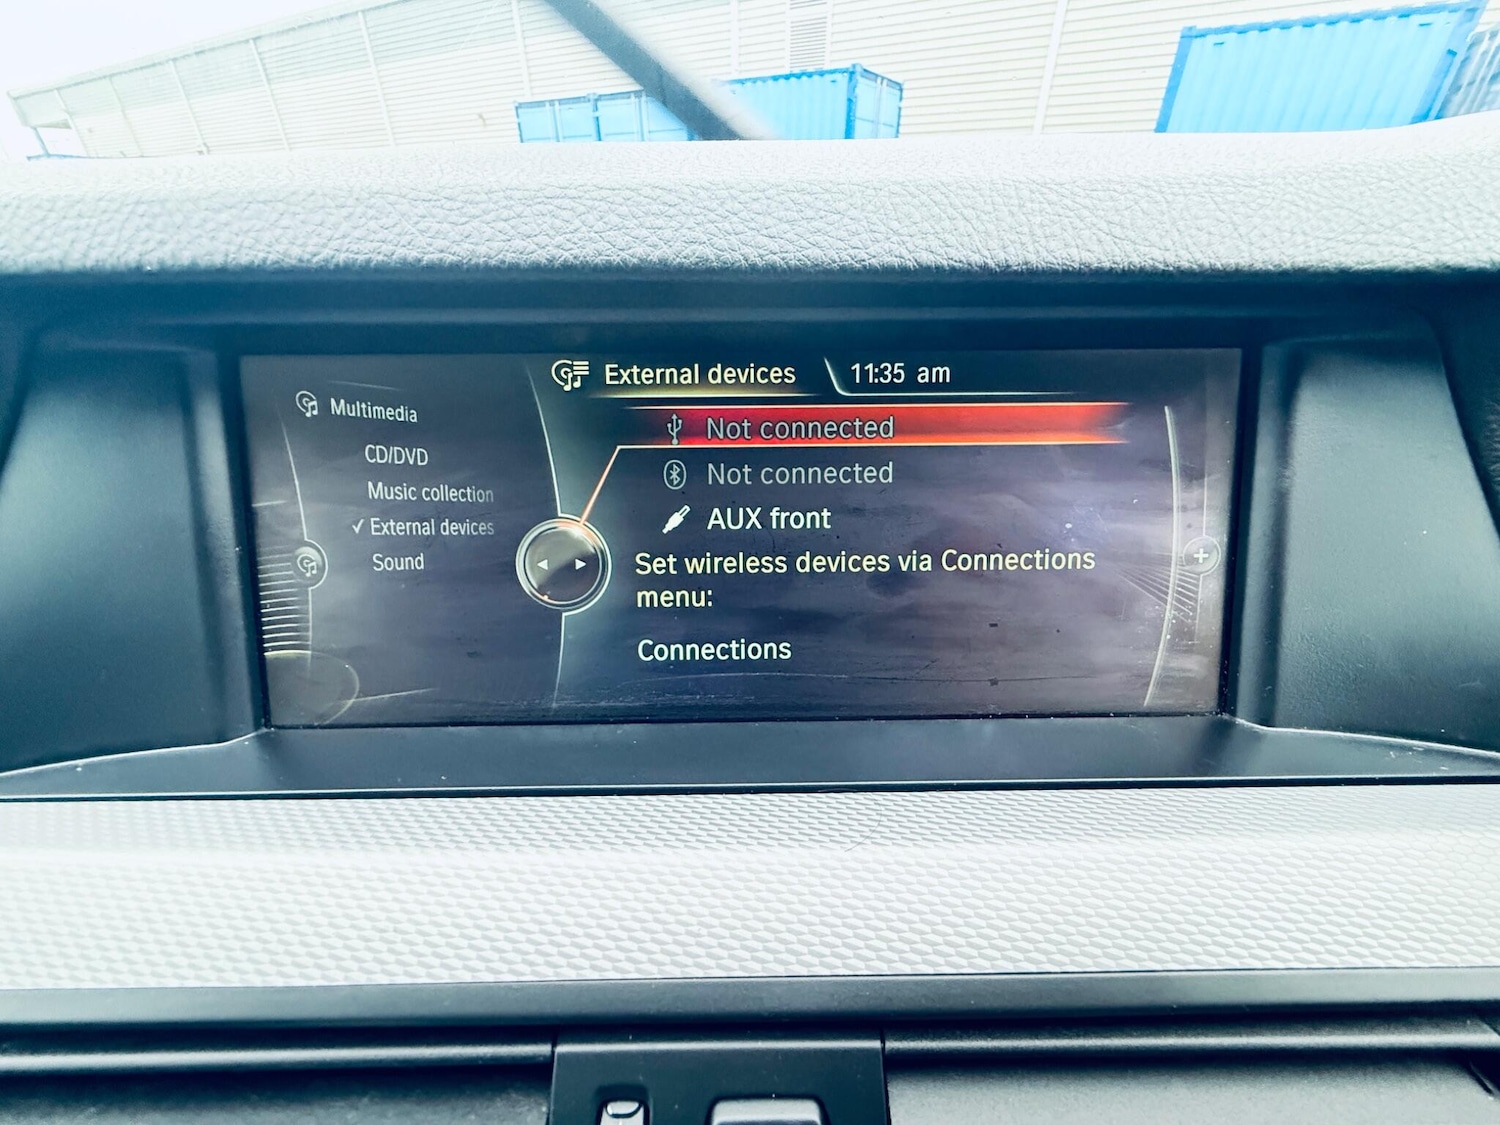 External devices
11:35 am
Multimedia
CD/DVD
Music collection
✓ External devices
Sound
Not connected
Not connected
AUX front
Set wireless devices via Connections
menu:
Connections